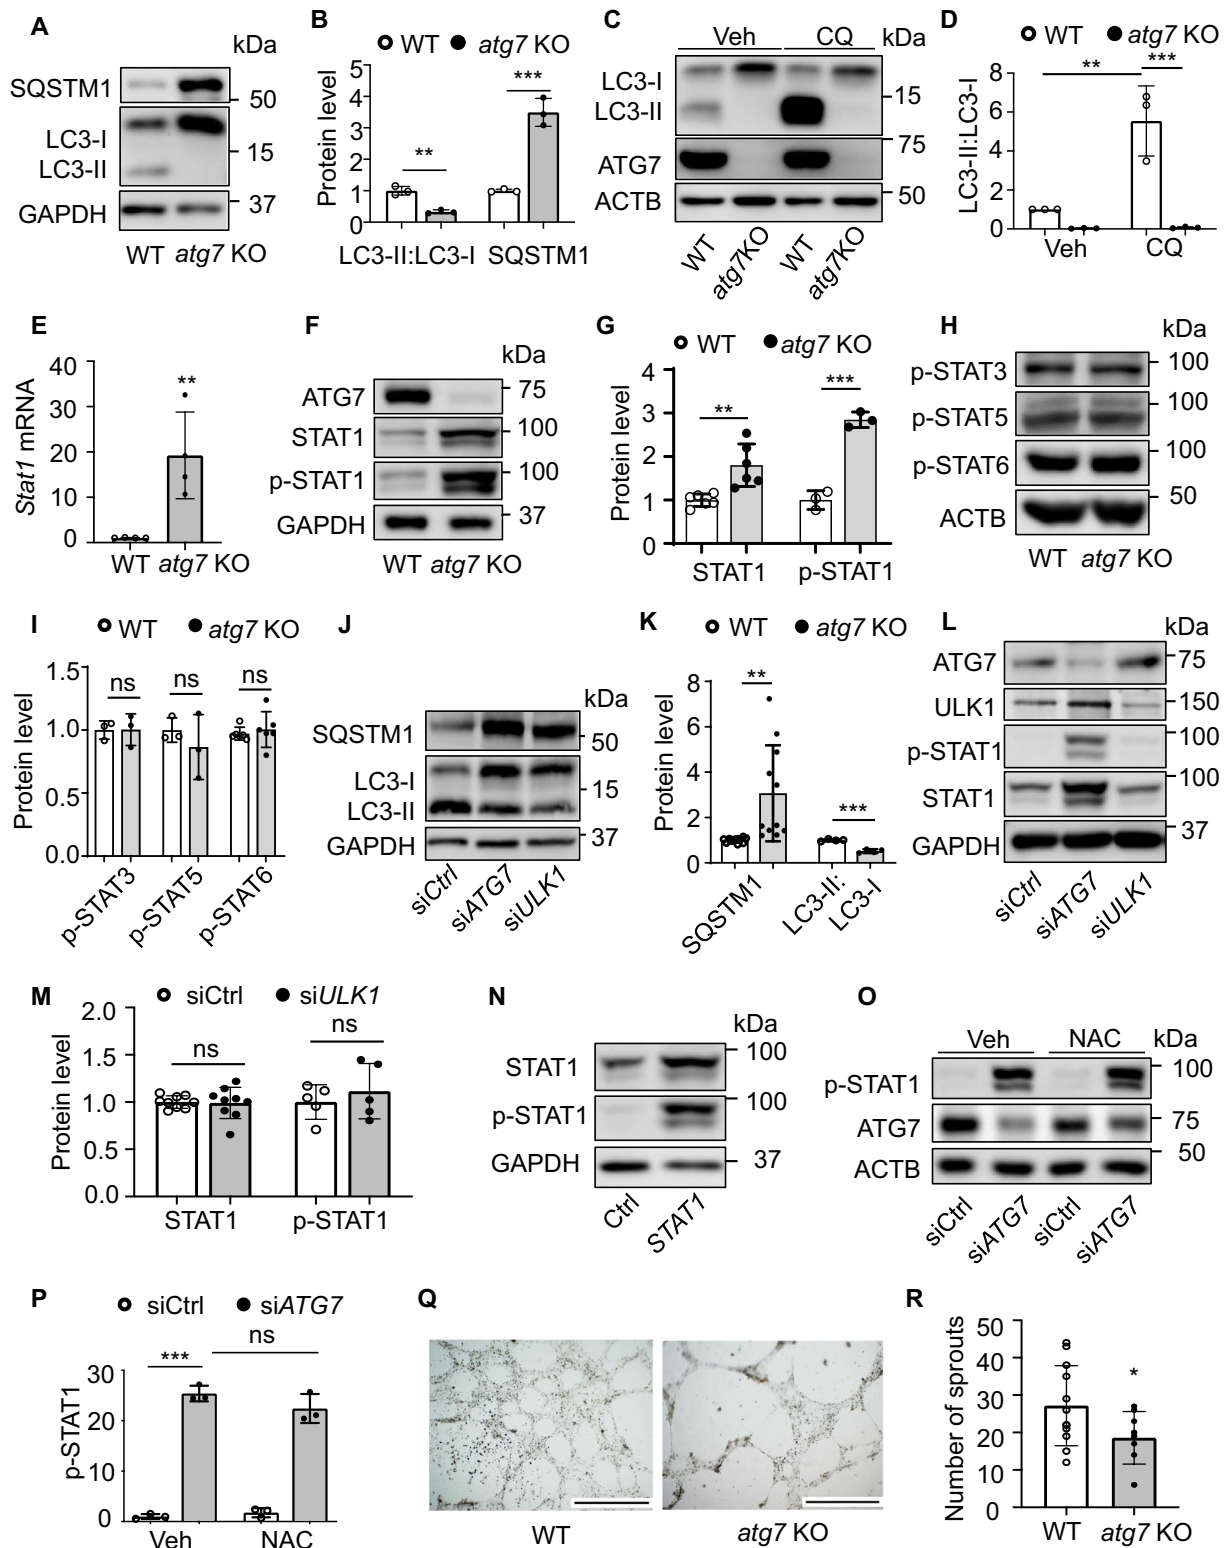 A
kDa
SQSTM1
50
LC3-I
15
LC3-II
GAPDH
37
WT atg7 KO
B
WT atg7 KO
Protein level
5
4
3
2
1
0
**
***
LC3-II:LC3-I SQSTM1
C
Veh CQ kDa
LC3-I
15
LC3-II
75
ATG7
ACTB
50
WT
atg7KO
WT
atg7KO
D
WT atg7 KO
LC3-II:LC3-I
8
6
4
2
0
**
***
Veh CQ
E
Stat1 mRNA
40
30
20
10
0
**
WT atg7 KO
F
kDa
ATG7
75
STAT1
100
p-STAT1
100
GAPDH
37
WT atg7 KO
G
WT atg7 KO
Protein level
4
3
2
1
0
**
***
STAT1 p-STAT1
H
kDa
p-STAT3
100
p-STAT5
100
p-STAT6
100
ACTB
50
WT atg7 KO
I
WT atg7 KO
Protein level
1.5
1.0
0.5
0.0
ns ns ns
p-STAT3
p-STAT5
p-STAT6
J
kDa
SQSTM1
50
LC3-I
15
LC3-II
GAPDH
37
siCtrl
siATG7
siULK1
K
WT atg7 KO
Protein level
8
6
4
2
0
**
***
SQSTM1
LC3-II:
LC3-I
L
kDa
ATG7
75
ULK1
150
p-STAT1
100
STAT1
100
GAPDH
37
siCtrl
siATG7
siULK1
M
siCtrl siULK1
Protein level
2.0
1.5
1.0
0.5
0.0
ns
ns
STAT1 p-STAT1
N
kDa
STAT1
100
p-STAT1
100
GAPDH
37
Ctrl
STAT1
O
Veh NAC kDa
p-STAT1
100
ATG7
75
ACTB
50
siCtrl
siATG7
siCtrl
siATG7
P
siCtrl siATG7
p-STAT1
30
20
10
0
***
ns
Veh NAC
Q
WT atg7 KO
R
Number of sprouts
50
40
30
20
10
0
*
WT atg7 KO